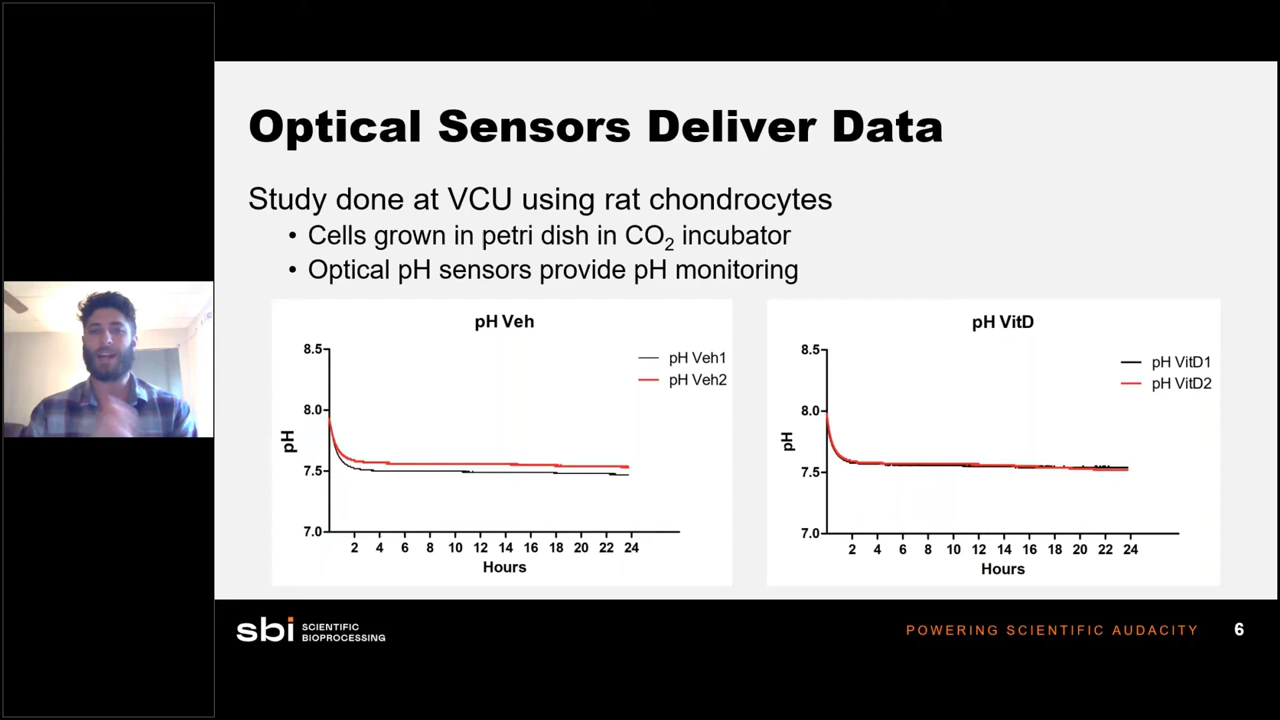 Optical Sensors Deliver Data
Study done at VCU using rat chondrocytes
• Cells grown in petri dish in CO₂ incubator
• Optical pH sensors provide pH monitoring
pH Veh
8.5
8.0
7.5
7.0
pH
pH Veh1
pH Veh2
2 4 6 8 10 12 14 16 18 20 22 24
Hours
pH VitD
8.5
8.0
7.5
7.0
pH
pH VitD1
pH VitD2
2 4 6 8 10 12 14 16 18 20 22 24
Hours
sbi SCIENTIFIC
BIOPROCESSING
POWERING SCIENTIFIC AUDACITY 6